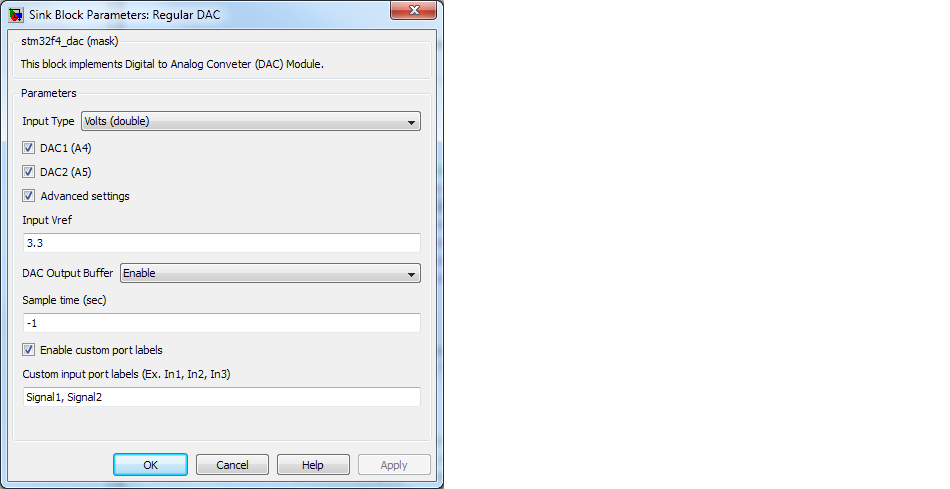 Sink Block Parameters: Regular DAC
stm32f4_dac (mask)
This block implements Digital to Analog Conveter (DAC) Module.
Parameters
Input Type Volts (double)
DAC1 (A4)
DAC2 (A5)
Advanced settings
Input Vref
3.3
DAC Output Buffer Enable
Sample time (sec)
-1
Enable custom port labels
Custom input port labels (Ex. In1, In2, In3)
Signal1, Signal2
OK Cancel Help Apply